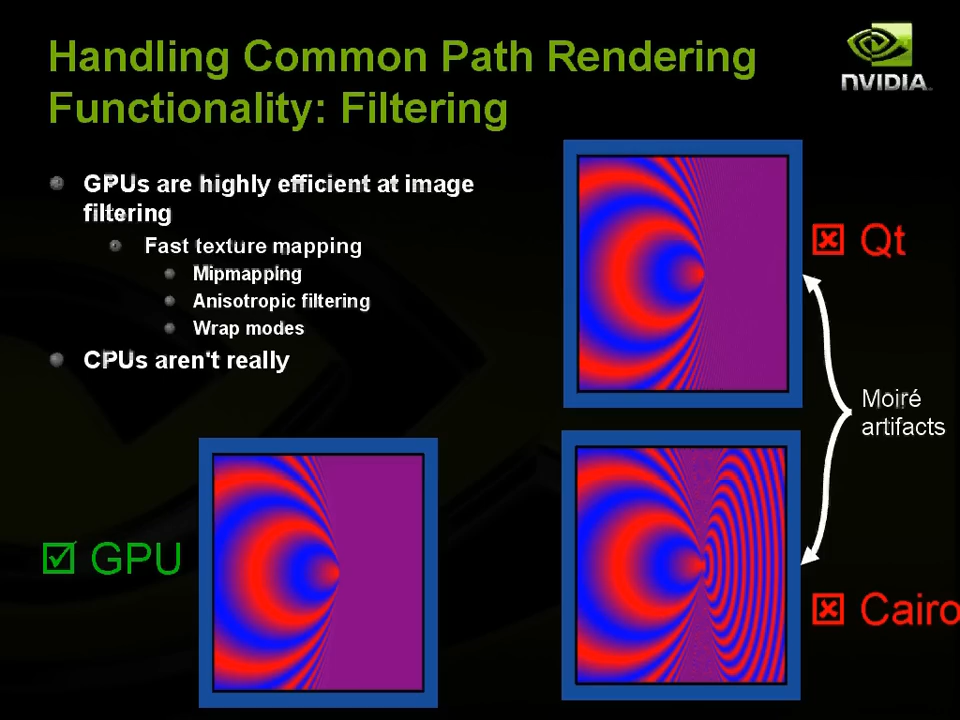 Handling Common Path Rendering
Functionality: Filtering
NVIDIA.
GPUs are highly efficient at image
filtering
Fast texture mapping
Mipmapping
Anisotropic filtering
Wrap modes
CPUs aren't really
Qt
Moiré
artifacts
GPU
Cairo